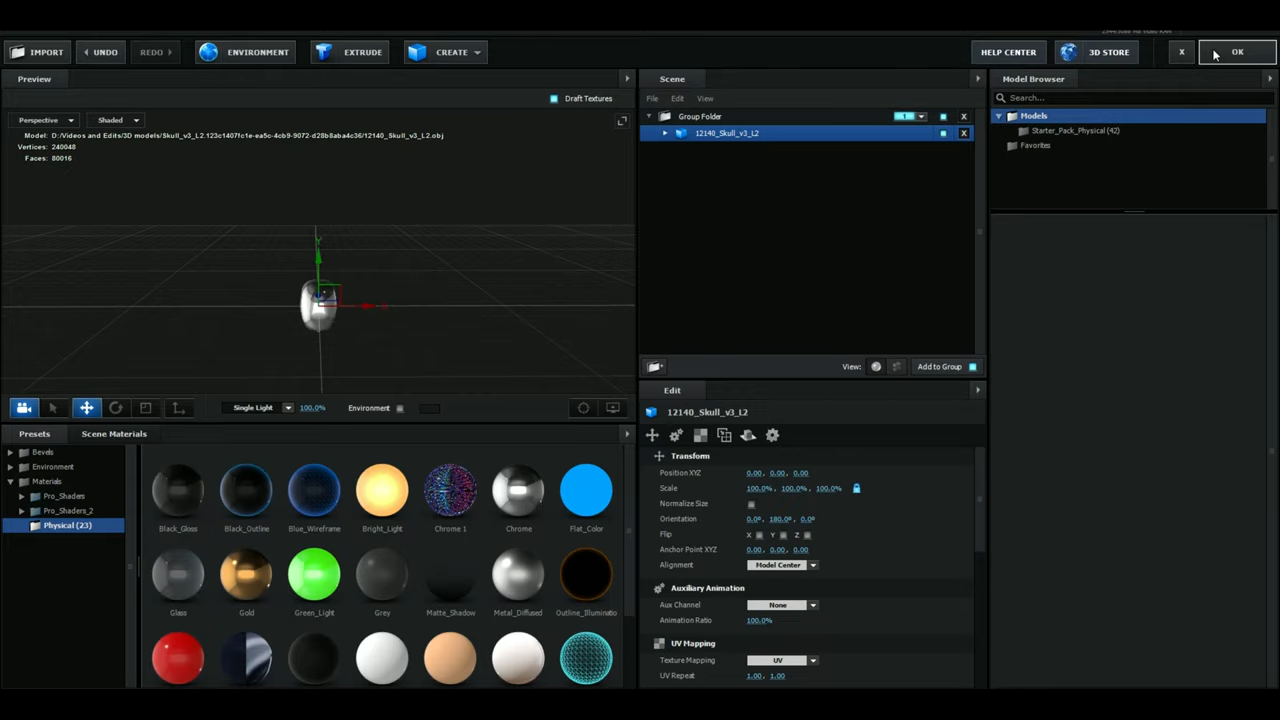 IMPORT UNDO REDO ENVIRONMENT EXTRUDE CREATE HELP CENTER 3D STORE X OK
Preview
Draft Textures
Perspective Shaded
Model: D:/Videos and Edits/3D models/Skull_v3_L2.123c1407fc1e-ea5c-4cb9-9072-d28b8aba4c36/12140_Skull_v3_L2.obj
Vertices: 240048
Faces: 80016
Y
Single Light 100.0% Environment
Presets Scene Materials
Bevels
Environment
Materials
Pro_Shaders
Pro_Shaders_2
Physical (23)
Black_Gloss Black_Outline Blue_Wireframe Bright_Light Chrome 1 Chrome Flat_Color
Glass Gold Green_Light Grey Matte_Shadow Metal_Diffused Outline_Illuminatio
Scene
File Edit View
Group Folder 1 X
12140_Skull_v3_L2 X
View: Add to Group
Edit
12140_Skull_v3_L2
Transform
Position XYZ 0.00, 0.00, 0.00
Scale 100.0%, 100.0%, 100.0%
Normalize Size
Orientation 0.0°, 180.0°, 0.0°
Flip X Y Z
Anchor Point XYZ 0.00, 0.00, 0.00
Alignment Model Center
Auxiliary Animation
Aux Channel None
Animation Ratio 100.0%
UV Mapping
Texture Mapping UV
UV Repeat 1.00, 1.00
Model Browser
Search...
Models
Starter_Pack_Physical (42)
Favorites